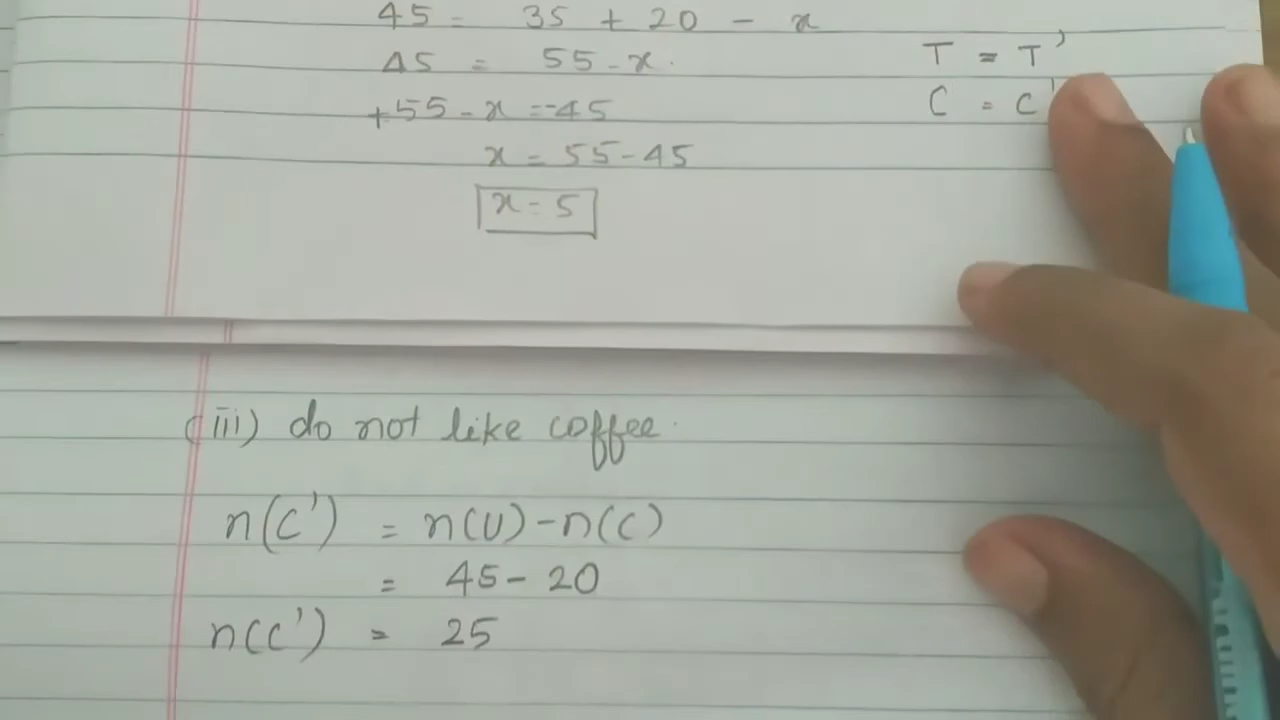 45 = 35 + 20 - x
45 = 55 - x.
+55 - x = -45
x = 55 - 45
x = 5
T = T'
C = C'
(iii) do not like coffee.
n(C') = n(U) - n(C)
= 45 - 20
n(C') = 25